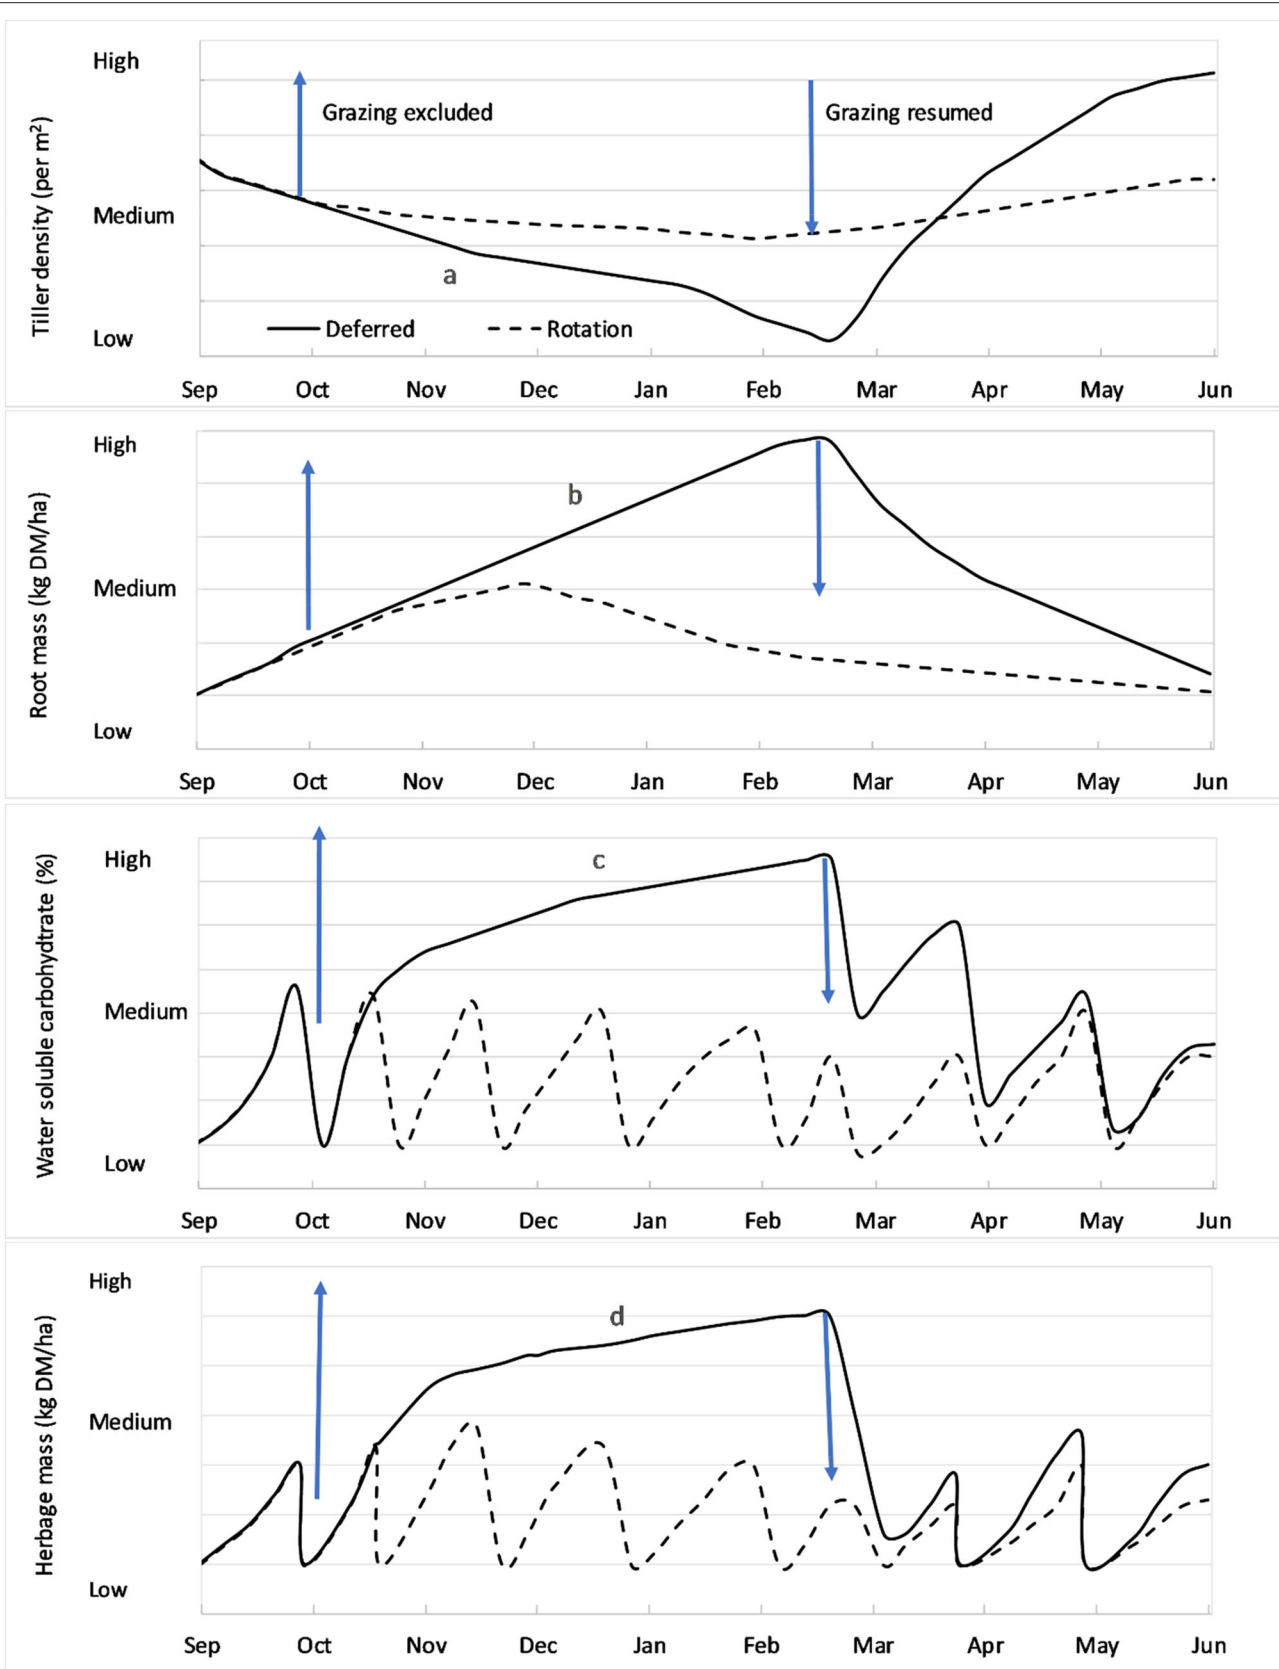 High
Grazing excluded
Grazing resumed
Tiller density (per m²)
Medium
a
Deferred
Rotation
Low
Sep Oct Nov Dec Jan Feb Mar Apr May Jun
High
b
Root mass (kg DM/ha)
Medium
Low
Sep Oct Nov Dec Jan Feb Mar Apr May Jun
High
c
Water soluble carbohydtrate (%)
Medium
Low
Sep Oct Nov Dec Jan Feb Mar Apr May Jun
High
d
Herbage mass (kg DM/ha)
Medium
Low
Sep Oct Nov Dec Jan Feb Mar Apr May Jun